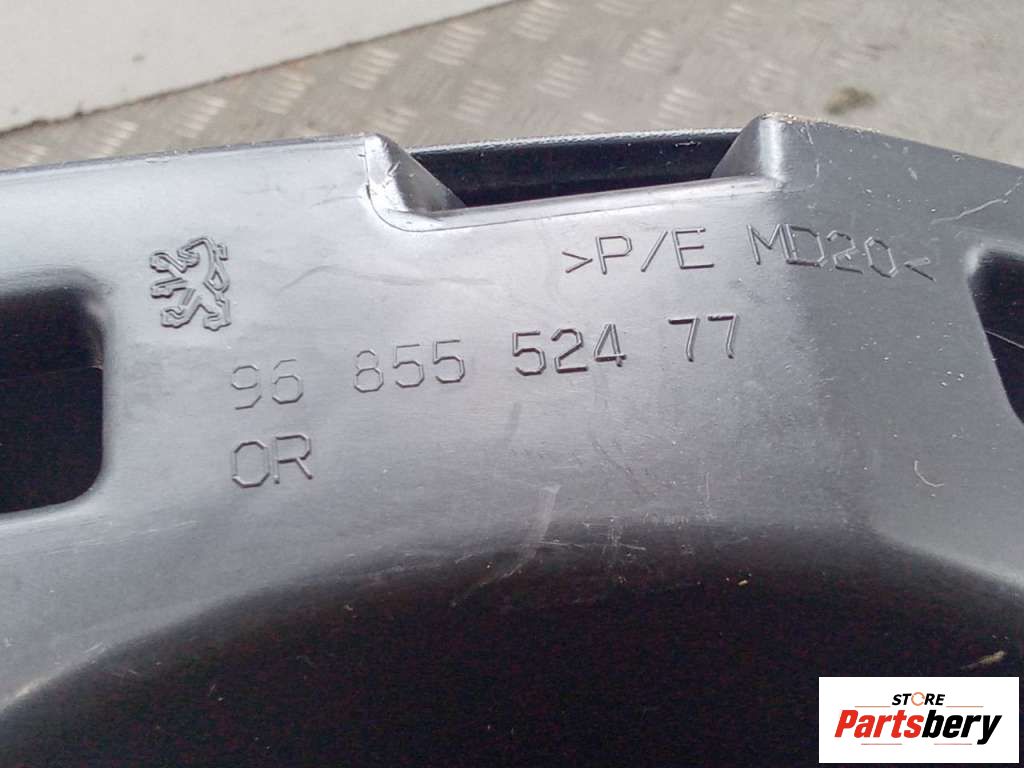 >P/E MD20<
96 855 524 77
OR
STORE
Partsbery